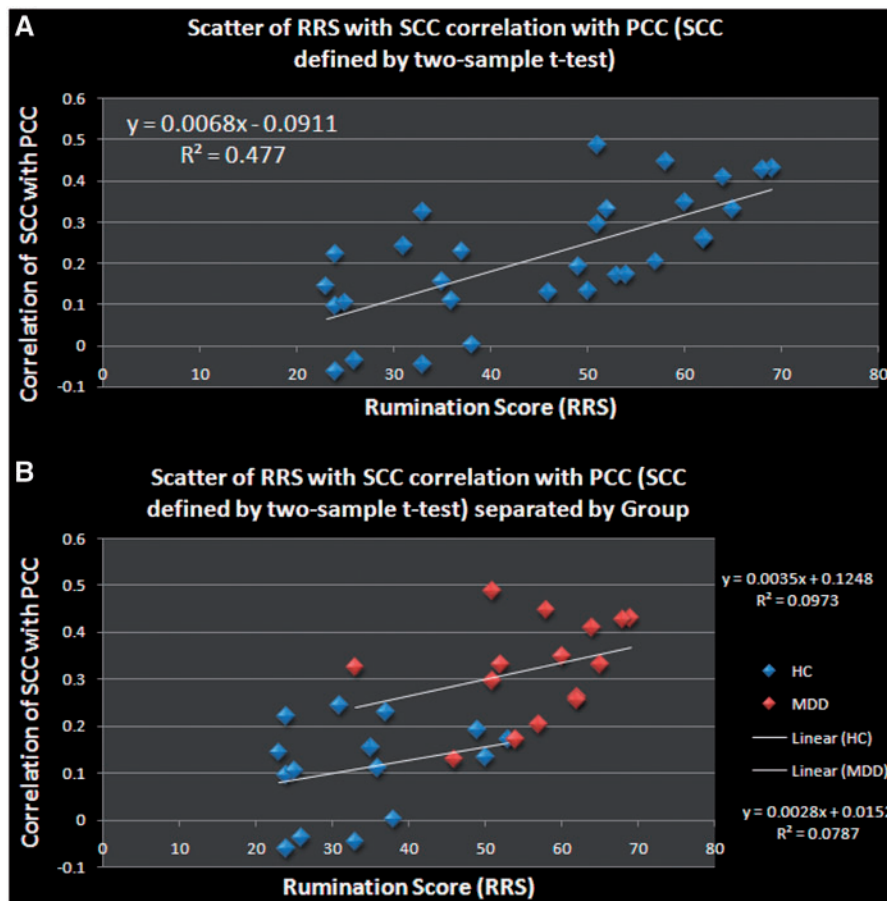 A
Scatter of RRS with SCC correlation with PCC (SCC
defined by two-sample t-test)
Correlation of SCC with PCC
0.6
0.5
0.4
0.3
0.2
0.1
0
-0.1
y = 0.0068x - 0.0911
R² = 0.477
0 10 20 30 40 50 60 70 80
Rumination Score (RRS)
B
Scatter of RRS with SCC correlation with PCC (SCC
defined by two-sample t-test) separated by Group
Correlation of SCC with PCC
0.6
0.5
0.4
0.3
0.2
0.1
0
-0.1
0 10 20 30 40 50 60 70 80
Rumination Score (RRS)
y = 0.0035x + 0.1248
R² = 0.0973
HC
MDD
Linear (HC)
Linear (MDD)
y = 0.0028x + 0.0152
R² = 0.0787